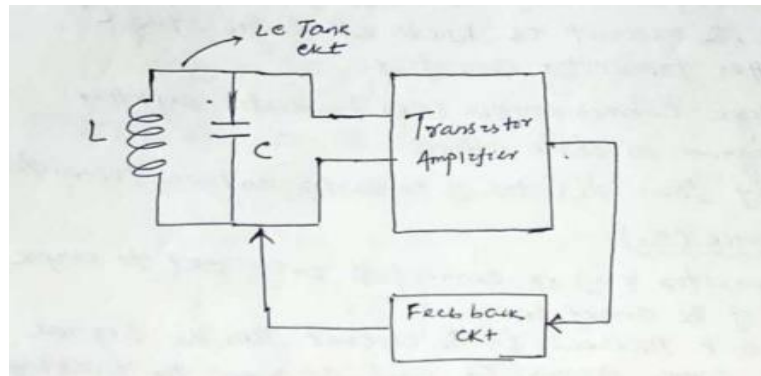 LC Tank
ckt
L
C
Transistor
Amplifier
Feedback
CKt